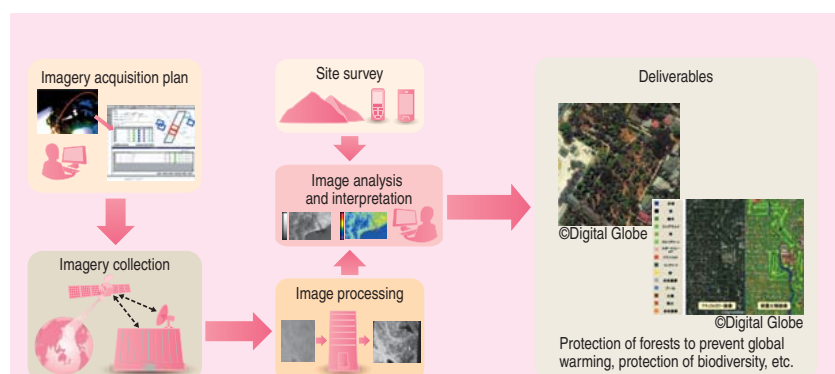 Imagery acquisition plan
Site survey
Deliverables
Image analysis
and interpretation
©Digital Globe
Imagery collection
Image processing
©Digital Globe
Protection of forests to prevent global
warming, protection of biodiversity, etc.